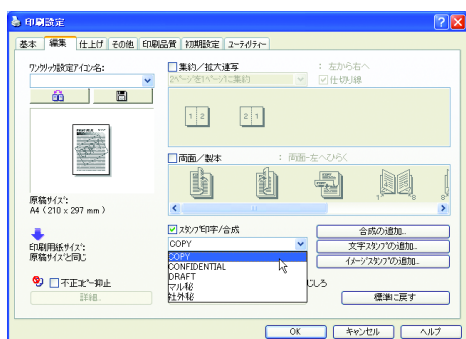 印刷設定
基本 編集 仕上げ その他 印刷品質 初期設定 ユーティリティー
ワンクリック設定アイコン名:
原稿サイズ:
A4 ( 210 x 297 mm )
印刷用紙サイズ:
原稿サイズと同じ
不正コピー抑止
詳細...
集約/拡大連写 : 左から右へ
2ページを1ページに集約 仕切り線
1 2 2 1
両面/製本 : 両面-左へひらく
スタンプ印字/合成
COPY
COPY
CONFIDENTIAL
DRAFT
マル秘
社外秘
合成の追加...
文字スタンプの追加...
イメージスタンプの追加...
標準に戻す
OK キャンセル ヘルプ